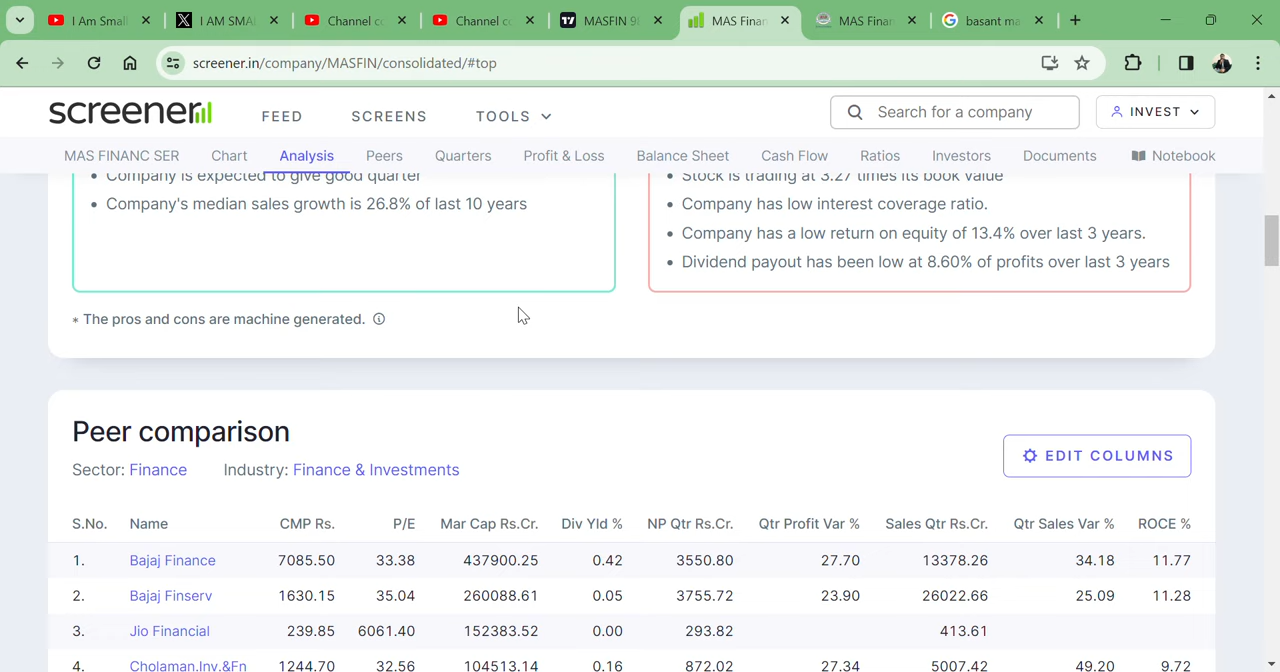 I Am Small
I AM SMA
Channel co
Channel co
MASFIN 9
MAS Finan
MAS Finan
basant ma
screener.in/company/MASFIN/consolidated/#top
screener
FEED
SCREENS
TOOLS
Search for a company
INVEST
MAS FINANC SER
Chart
Analysis
Peers
Quarters
Profit & Loss
Balance Sheet
Cash Flow
Ratios
Investors
Documents
Notebook
Company is expected to give good quarter
Company's median sales growth is 26.8% of last 10 years
Stock is trading at 3.27 times its book value
Company has low interest coverage ratio.
Company has a low return on equity of 13.4% over last 3 years.
Dividend payout has been low at 8.60% of profits over last 3 years
* The pros and cons are machine generated.
Peer comparison
Sector: Finance Industry: Finance & Investments
EDIT COLUMNS
S.No. Name CMP Rs. P/E Mar Cap Rs.Cr. Div Yld % NP Qtr Rs.Cr. Qtr Profit Var % Sales Qtr Rs.Cr. Qtr Sales Var % ROCE %
1. Bajaj Finance 7085.50 33.38 437900.25 0.42 3550.80 27.70 13378.26 34.18 11.77
2. Bajaj Finserv 1630.15 35.04 260088.61 0.05 3755.72 23.90 26022.66 25.09 11.28
3. Jio Financial 239.85 6061.40 152383.52 0.00 293.82 413.61
4. Cholaman.Inv.&Fn 1244.70 32.56 104513.14 0.16 872.02 27.34 5007.42 49.20 9.72